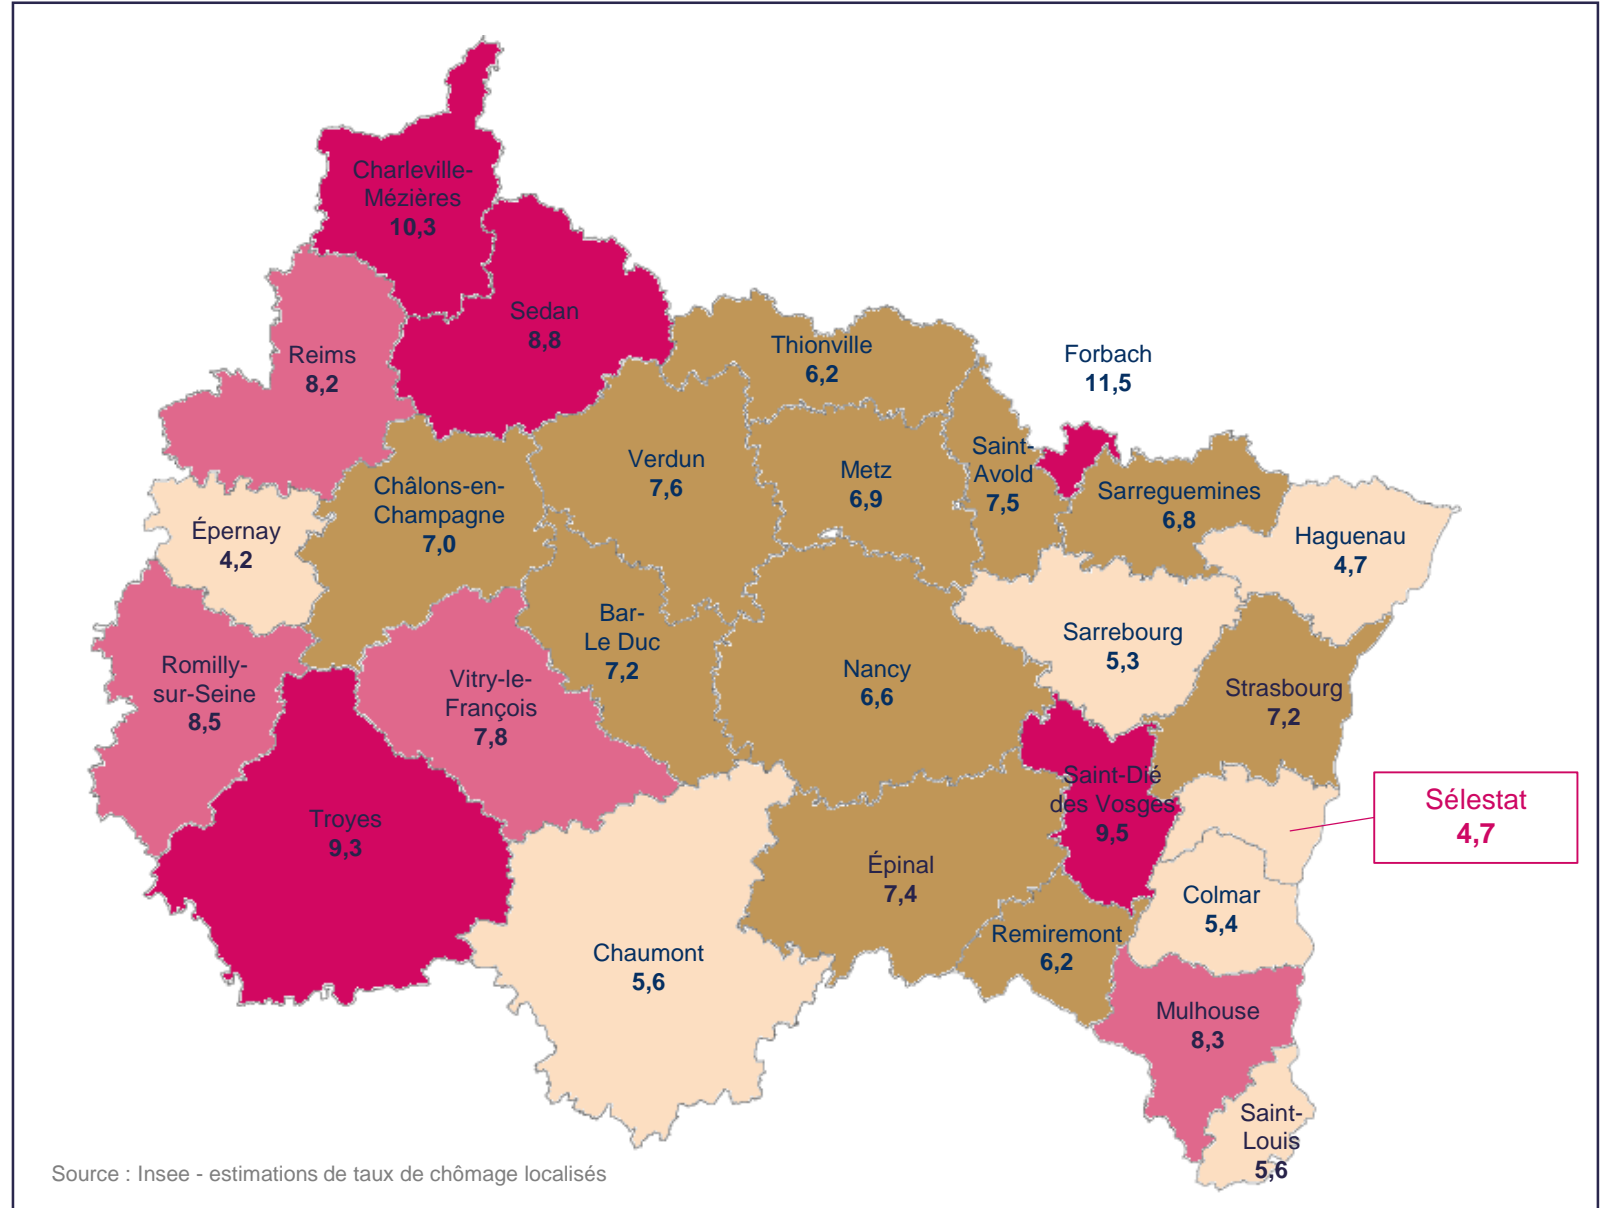 Charleville-
Mézières
10,3
Sedan
8,8
Reims
8,2
Thionville
6,2
Forbach
11,5
Verdun
7,6
Metz
6,9
Saint-
Avold
7,5
Sarreguemines
6,8
Châlons-en-
Champagne
7,0
Épernay
4,2
Haguenau
4,7
Bar-
Le Duc
7,2
Sarrebourg
5,3
Romilly-
sur-Seine
8,5
Vitry-le-
François
7,8
Nancy
6,6
Strasbourg
7,2
Troyes
9,3
Saint-Dié
des Vosges
9,5
Sélestat
4,7
Épinal
7,4
Colmar
5,4
Chaumont
5,6
Remiremont
6,2
Mulhouse
8,3
Saint-
Louis
5,6
Source : Insee - estimations de taux de chômage localisés